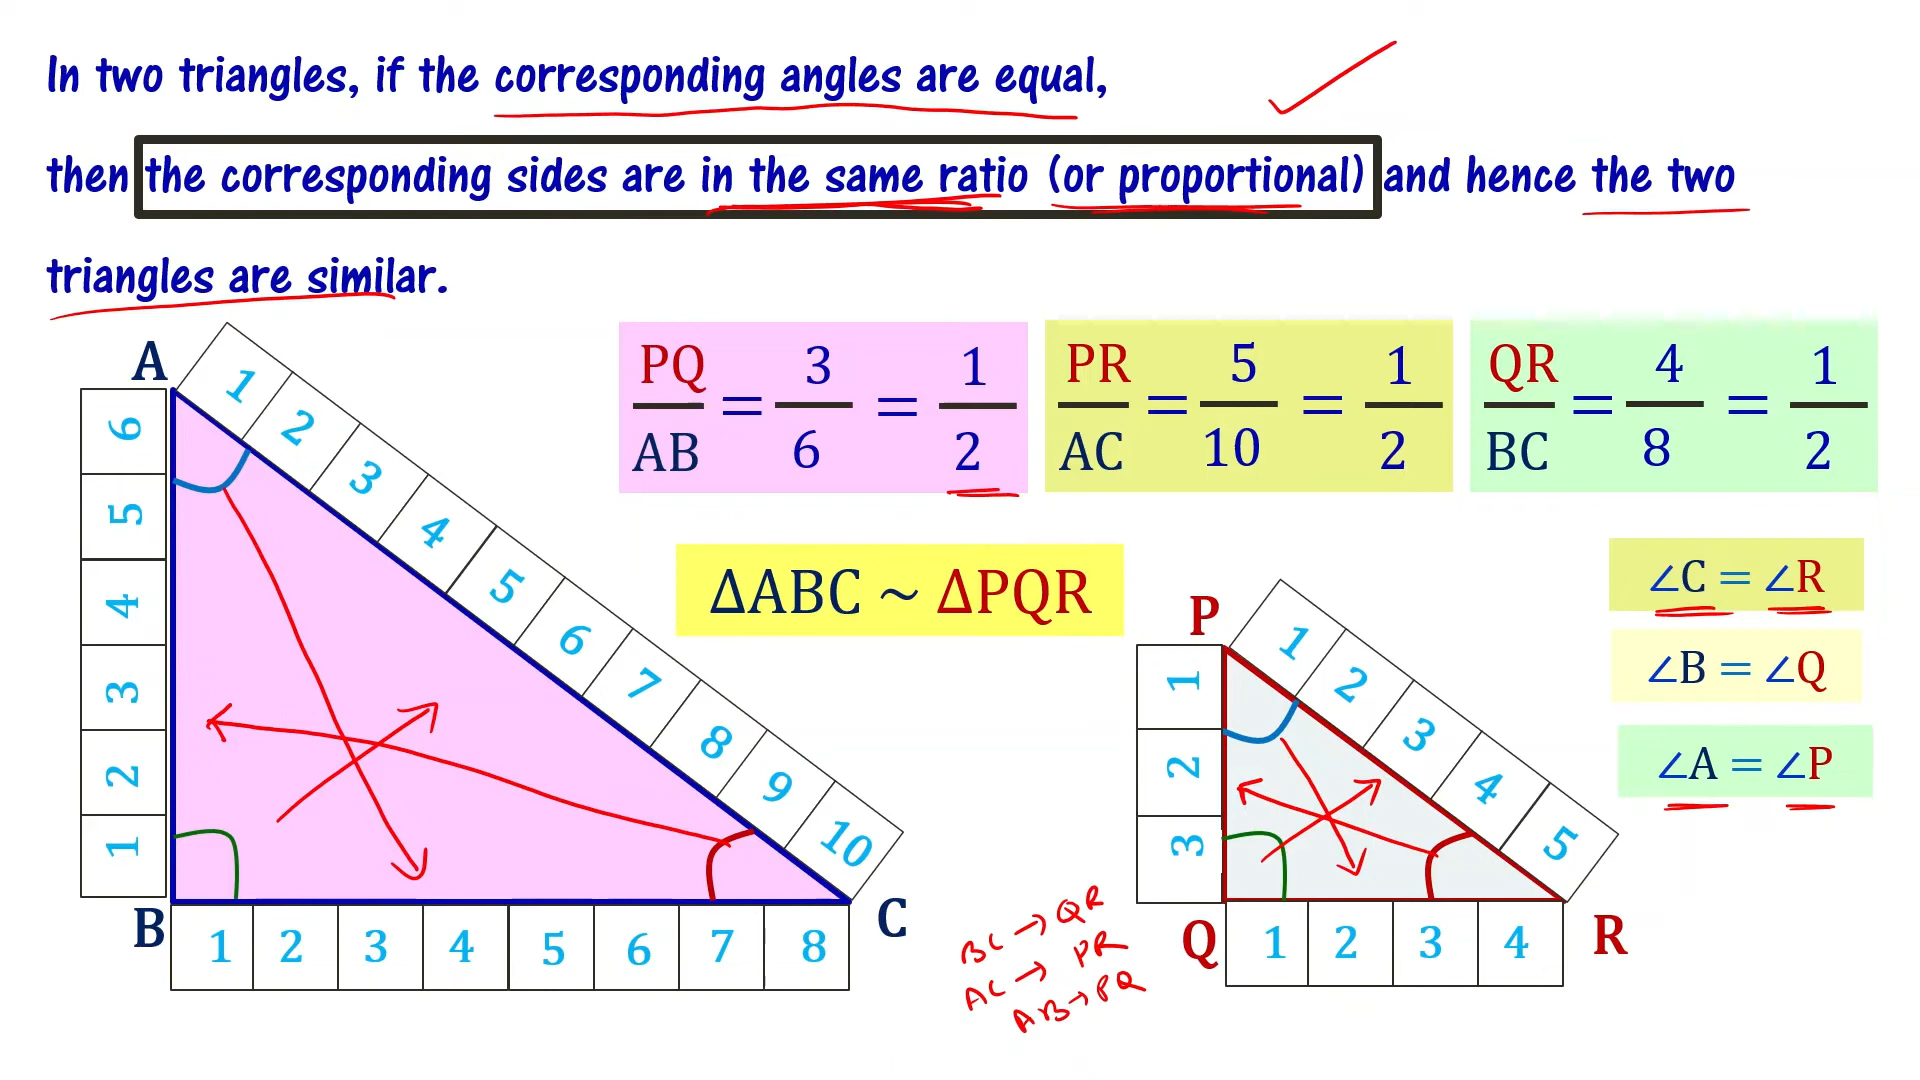 In two triangles, if the corresponding angles are equal,
then the corresponding sides are in the same ratio (or proportional) and hence the two
triangles are similar.
PQ/AB = 3/6 = 1/2
PR/AC = 5/10 = 1/2
QR/BC = 4/8 = 1/2
ΔABC ~ ΔPQR
∠C = ∠R
∠B = ∠Q
∠A = ∠P
A
6
5
4
3
2
1
1 2 3 4 5 6 7 8 9 10
B
C
1 2 3 4 5 6 7 8
P
1
2
3
1 2 3 4 5
Q
R
1 2 3 4
BC → QR
AC → PR
AB → PQ